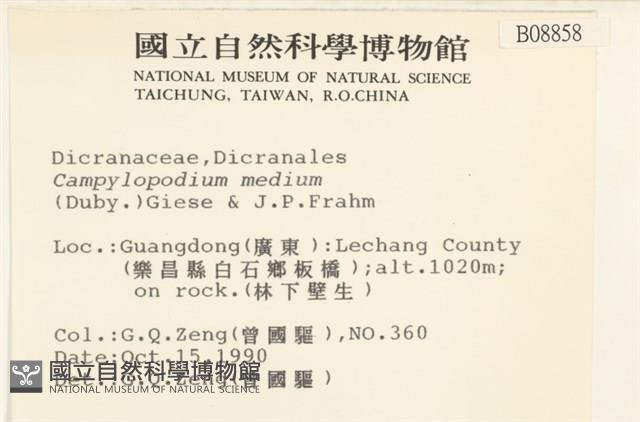 B08858
國立自然科學博物館
NATIONAL MUSEUM OF NATURAL SCIENCE
TAICHUNG, TAIWAN, R.O.CHINA
Dicranaceae,Dicranales
Campylopodium medium
(Duby.)Giese & J.P.Frahm
Loc.:Guangdong(廣東):Lechang County
(樂昌縣白石鄉板橋);alt.1020m;
on rock.(林下壁生)
Col.:G.Q.Zeng(曾國驅),NO.360
Date:Oct.15,1990
Det.:G.Q.Zeng(曾國驅)
國立自然科學博物館
NATIONAL MUSEUM OF NATURAL SCIENCE